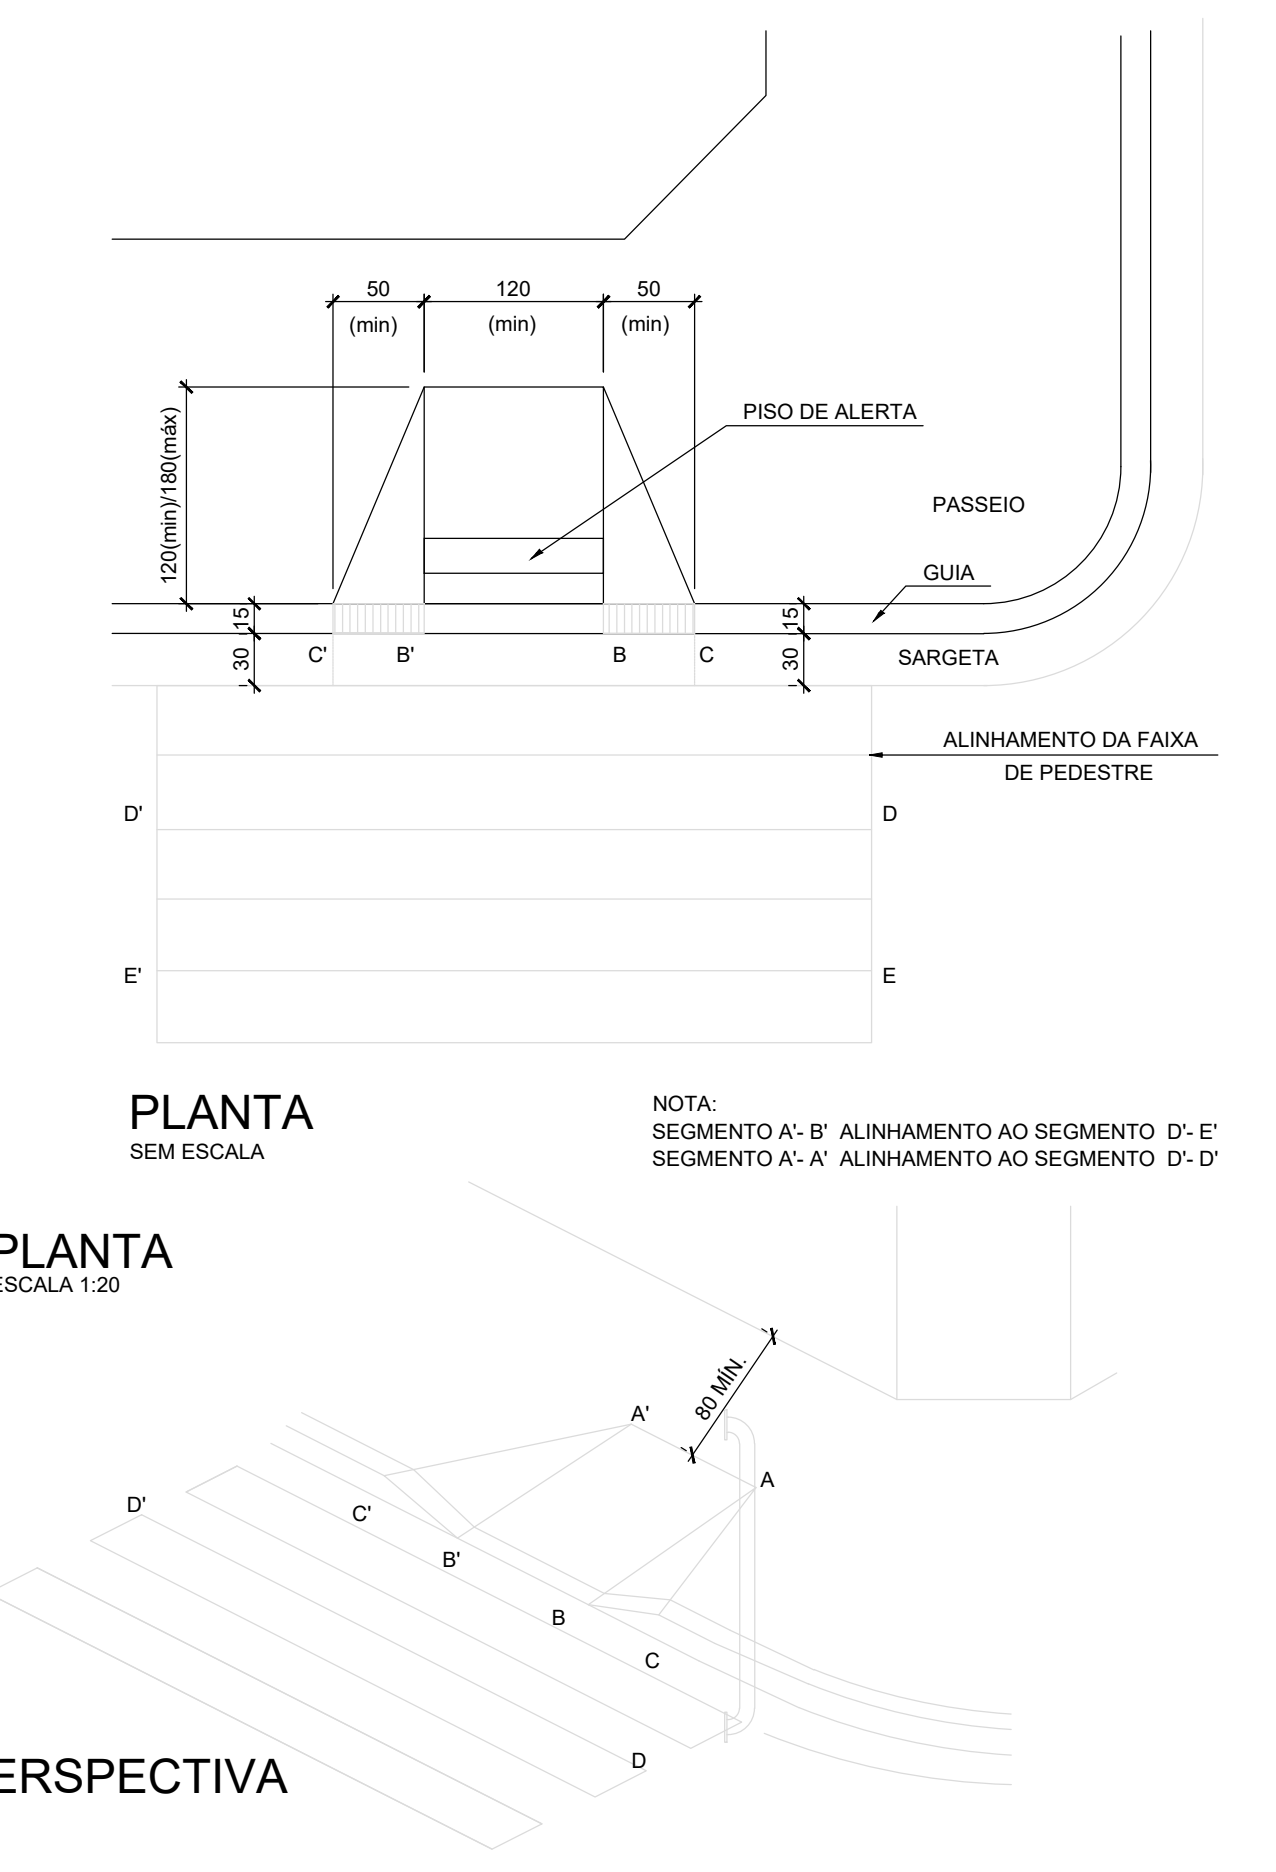 50
120
50
(min)
(min)
(min)
120(min)/180(máx)
PISO DE ALERTA
PASSEIO
GUIA
15
15
C'
B'
B
C
30
30
SARGETA
ALINHAMENTO DA FAIXA
DE PEDESTRE
D'
D
E'
E
PLANTA
SEM ESCALA
NOTA:
SEGMENTO A'- B' ALINHAMENTO AO SEGMENTO D'- E'
SEGMENTO A'- A' ALINHAMENTO AO SEGMENTO D'- D'
PLANTA
ESCALA 1:20
80 MÍN.
A'
A
D'
C'
B'
B
C
D
ERSPECTIVA